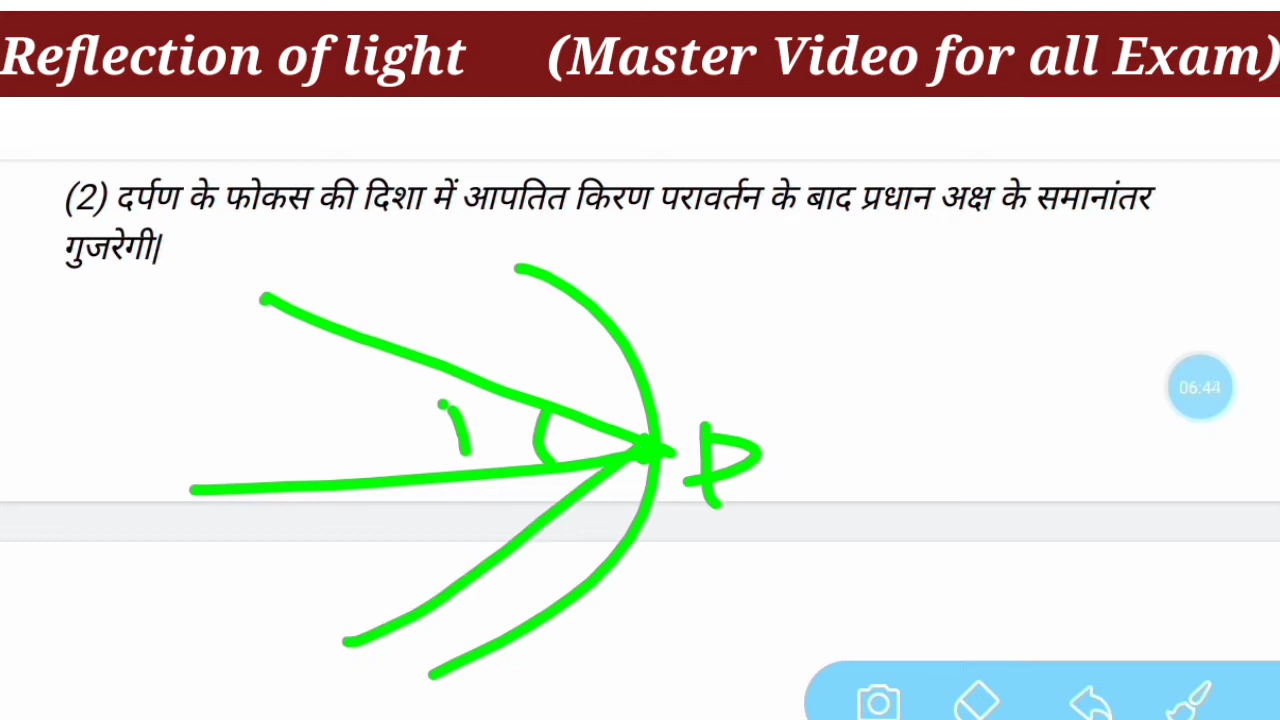 Reflection of light (Master Video for all Exam)
(2) दर्पण के फोकस की दिशा में आपतित किरण परावर्तन के बाद प्रधान अक्ष के समानांतर
गुजरेगी|
06:44
i
P